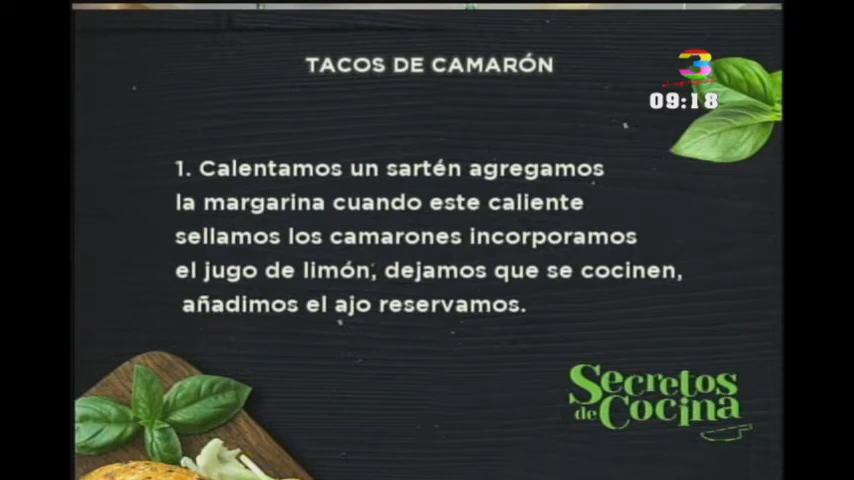 TACOS DE CAMARÓN
3
09:18
1. Calentamos un sartén agregamos
la margarina cuando este caliente
sellamos los camarones incorporamos
el jugo de limón, dejamos que se cocinen,
añadimos el ajo reservamos.
Secretos
de Cocina